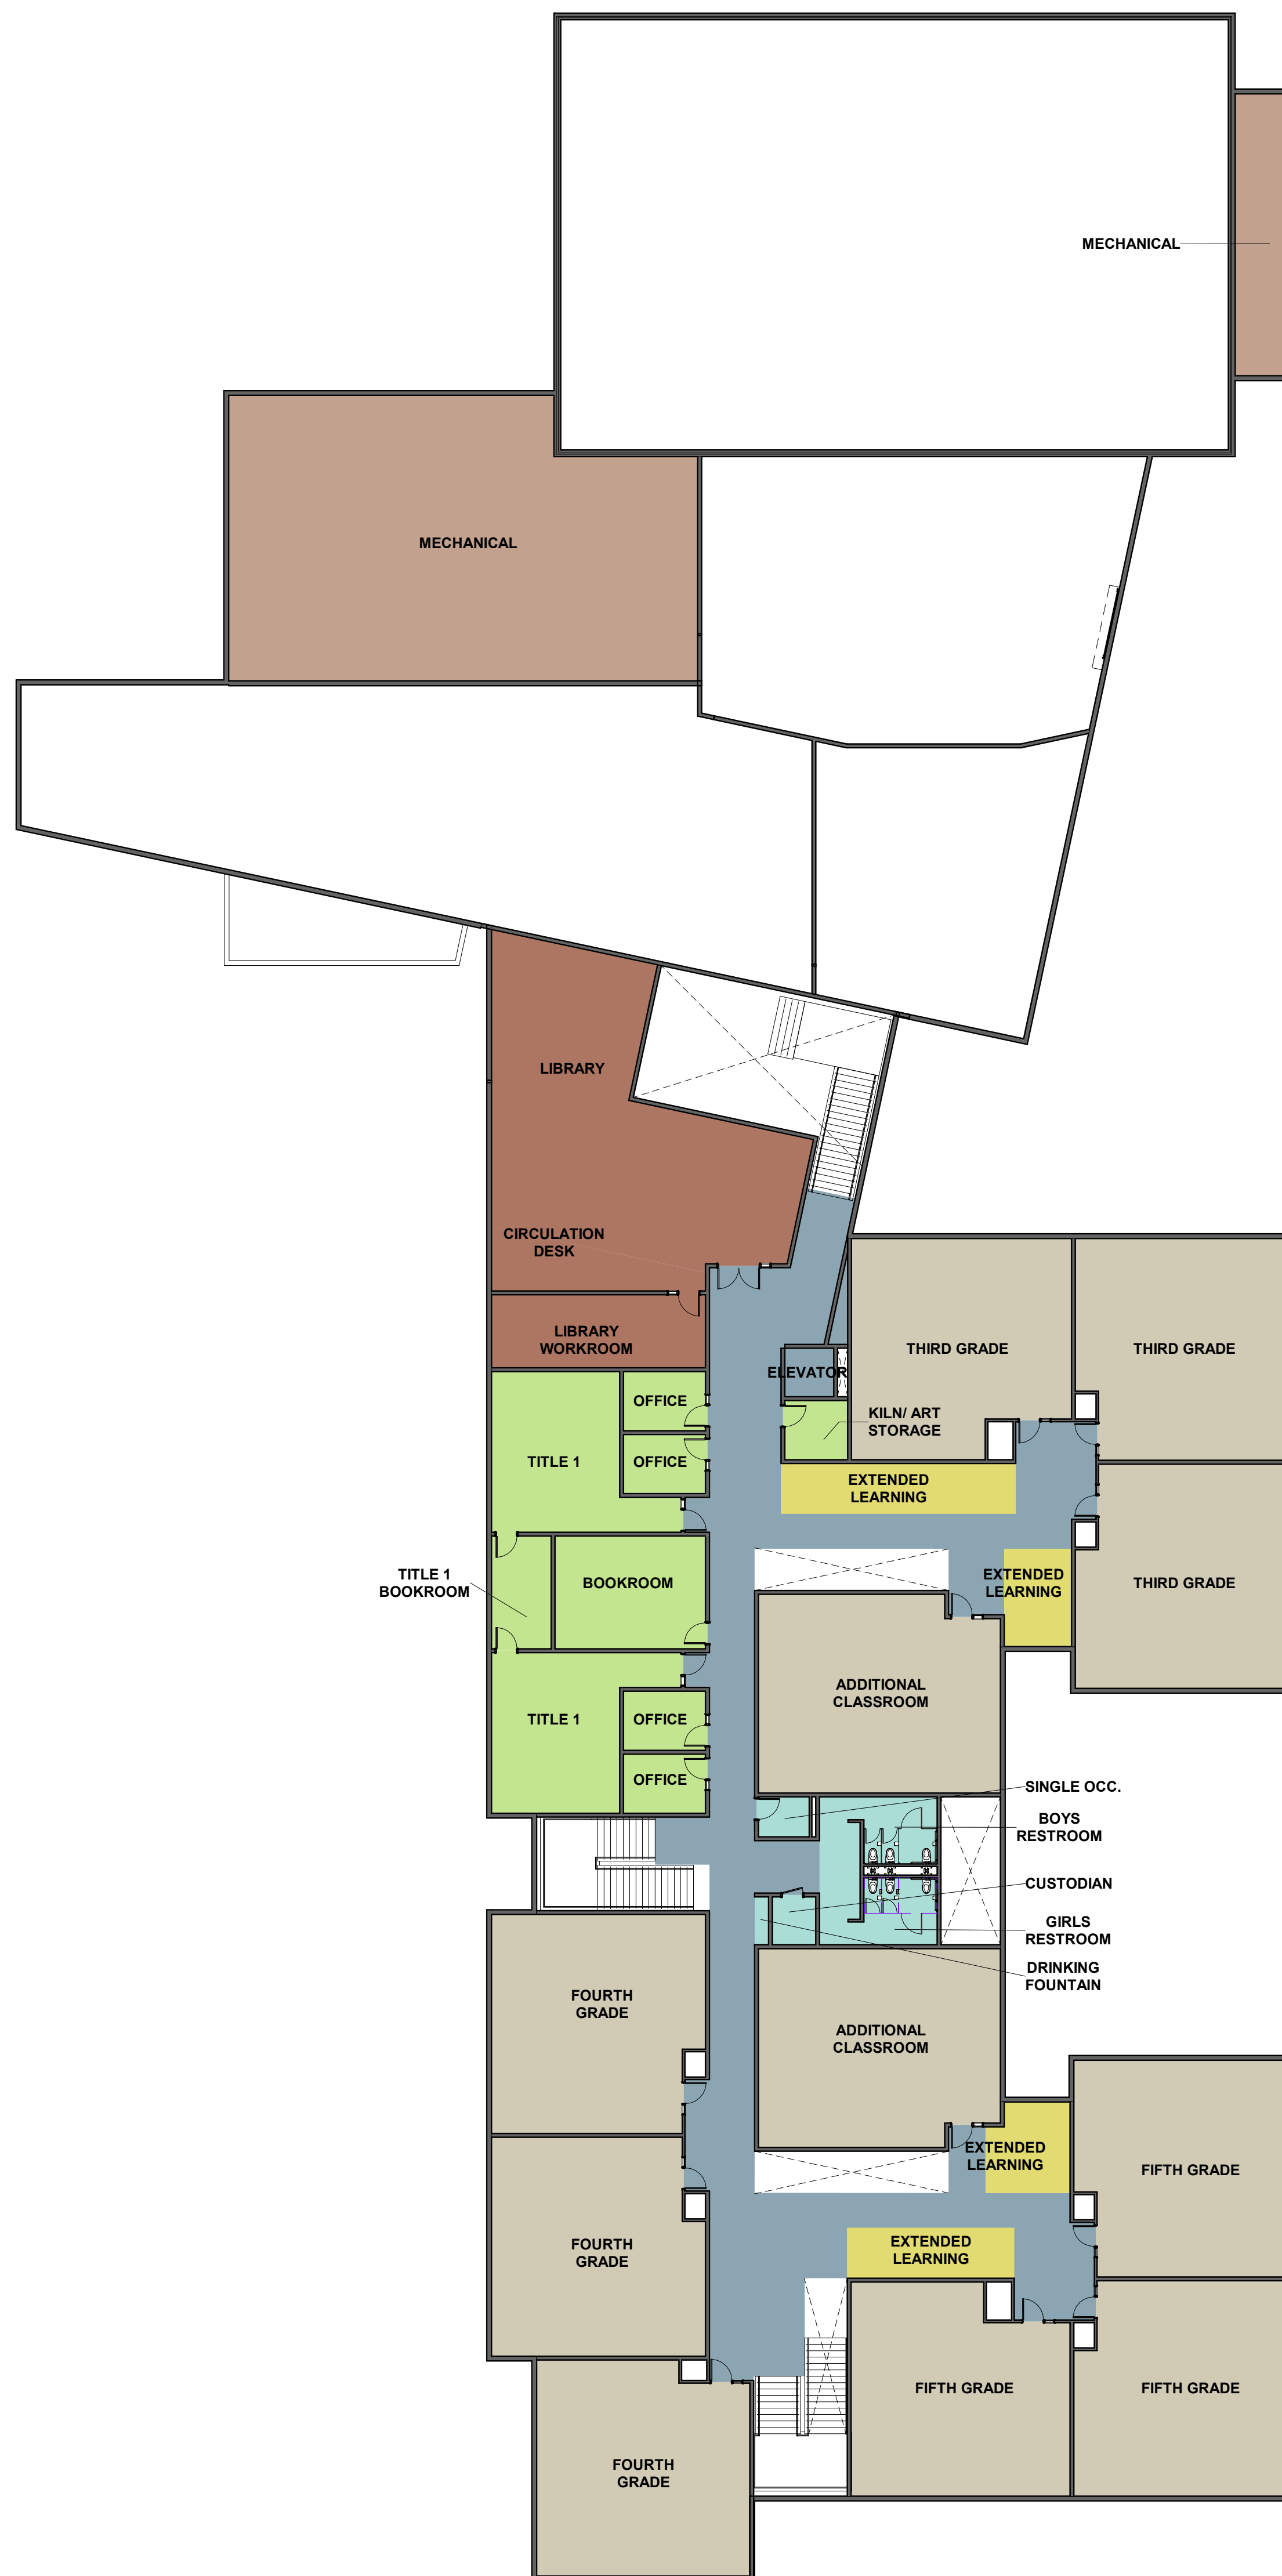 MECHANICAL
MECHANICAL
LIBRARY
CIRCULATION
DESK
LIBRARY
WORKROOM
THIRD GRADE
THIRD GRADE
ELEVATOR
OFFICE
KILN/ ART
STORAGE
TITLE 1
OFFICE
EXTENDED
LEARNING
TITLE 1
BOOKROOM
BOOKROOM
EXTENDED
LEARNING
THIRD GRADE
ADDITIONAL
CLASSROOM
TITLE 1
OFFICE
OFFICE
SINGLE OCC.
BOYS
RESTROOM
CUSTODIAN
GIRLS
RESTROOM
DRINKING
FOUNTAIN
FOURTH
GRADE
ADDITIONAL
CLASSROOM
EXTENDED
LEARNING
FIFTH GRADE
FOURTH
GRADE
EXTENDED
LEARNING
FIFTH GRADE
FIFTH GRADE
FOURTH
GRADE